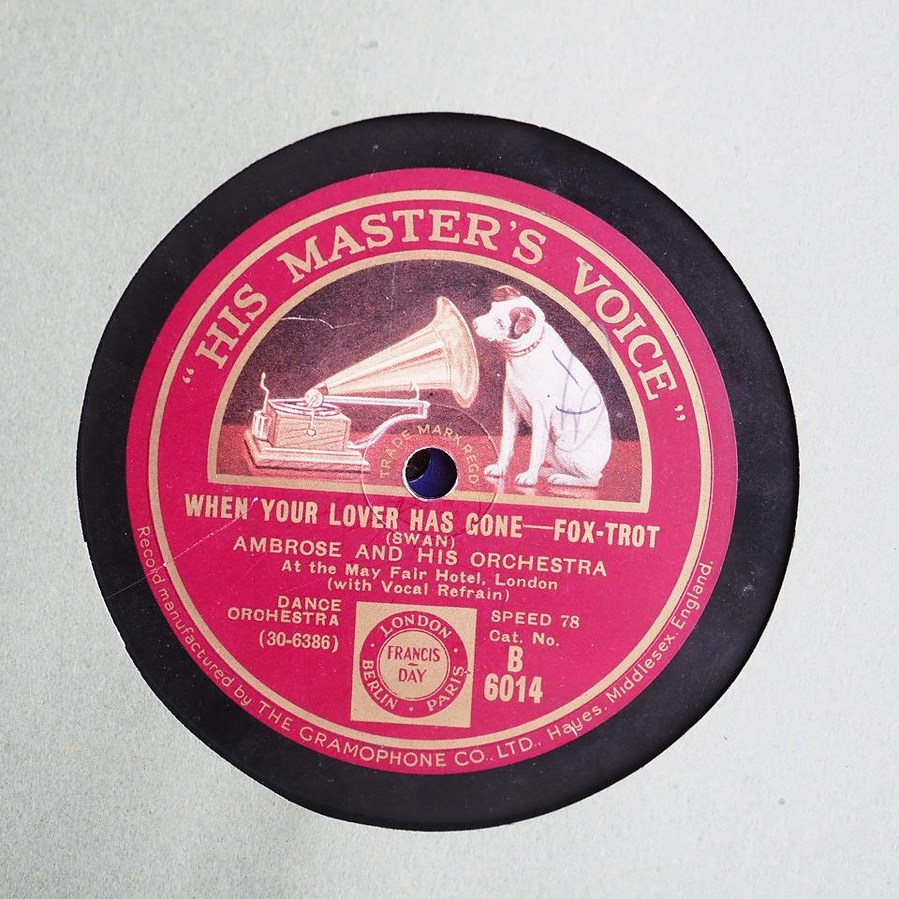 "HIS MASTER'S VOICE"
TRADE MARK REGD
WHEN YOUR LOVER HAS GONE—FOX-TROT
(SWAN)
AMBROSE AND HIS ORCHESTRA
At the May Fair Hotel, London
(with Vocal Refrain)
DANCE
ORCHESTRA
(30-6386)
LONDON
BERLIN · PARIS
FRANCIS
DAY
SPEED 78
Cat. No.
B
6014
Record manufactured by THE GRAMOPHONE CO., LTD., Hayes, Middlesex, England.